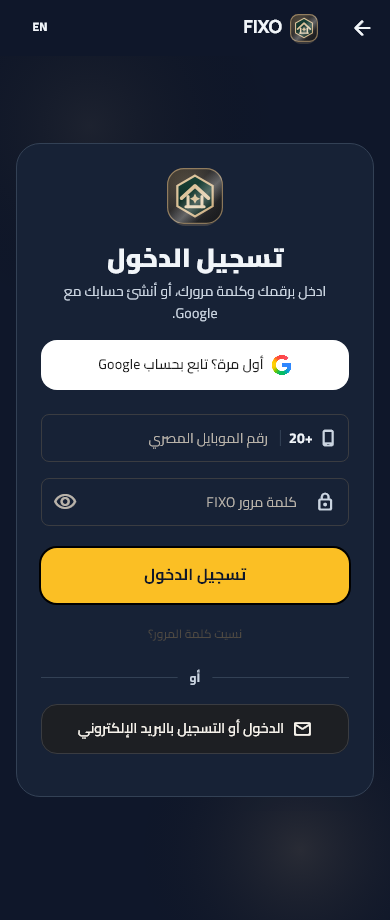 FIXO
EN
تسجيل الدخول
ادخل برقمك وكلمة مرورك، أو أنشئ حسابك مع
Google.
أول مرة؟ تابع بحساب Google
+20 رقم الموبايل المصري
كلمة مرور FIXO
تسجيل الدخول
نسيت كلمة المرور؟
أو
الدخول أو التسجيل بالبريد الإلكتروني